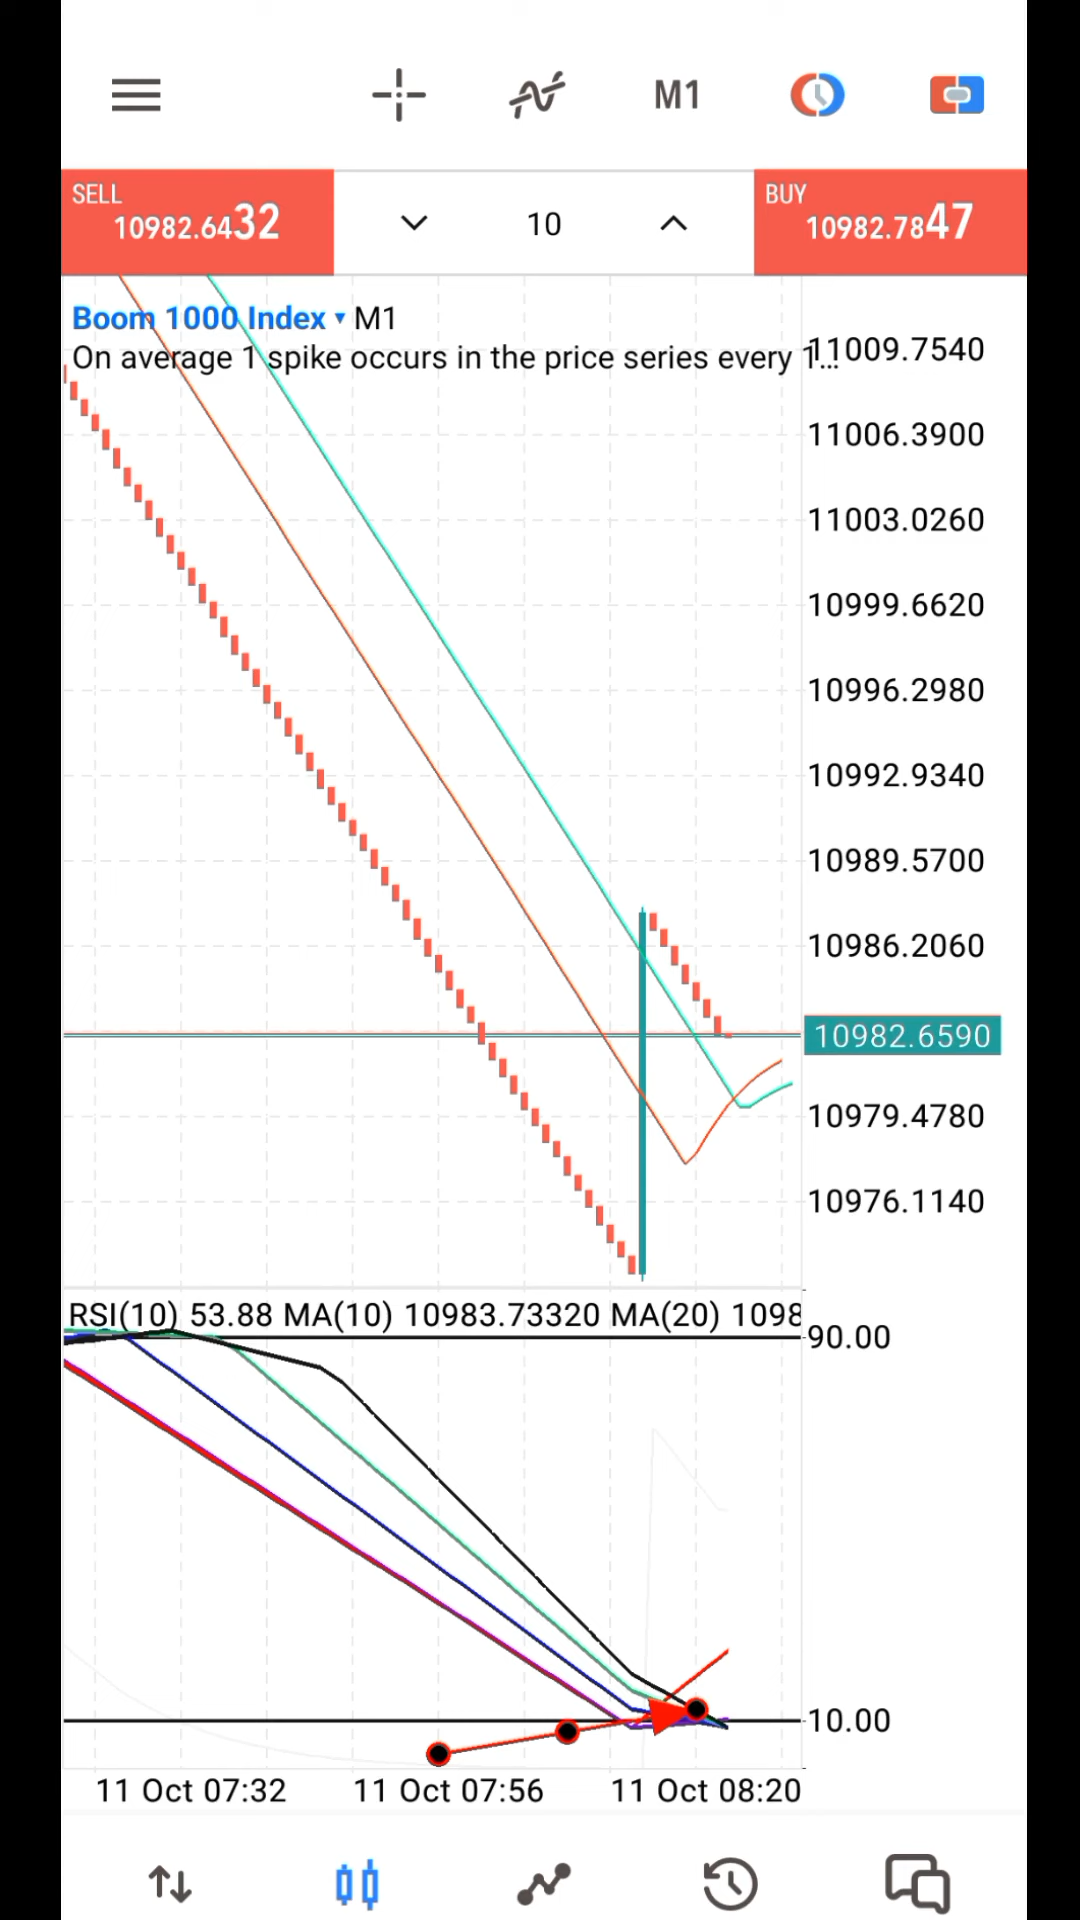 M1
SELL
10982.6432
10
BUY
10982.7847
Boom 1000 Index ▾ M1
On average 1 spike occurs in the price series every 1...
11009.7540
11006.3900
11003.0260
10999.6620
10996.2980
10992.9340
10989.5700
10986.2060
10982.6590
10979.4780
10976.1140
RSI(10) 53.88 MA(10) 10983.73320 MA(20) 1098
90.00
10.00
11 Oct 07:32
11 Oct 07:56
11 Oct 08:20